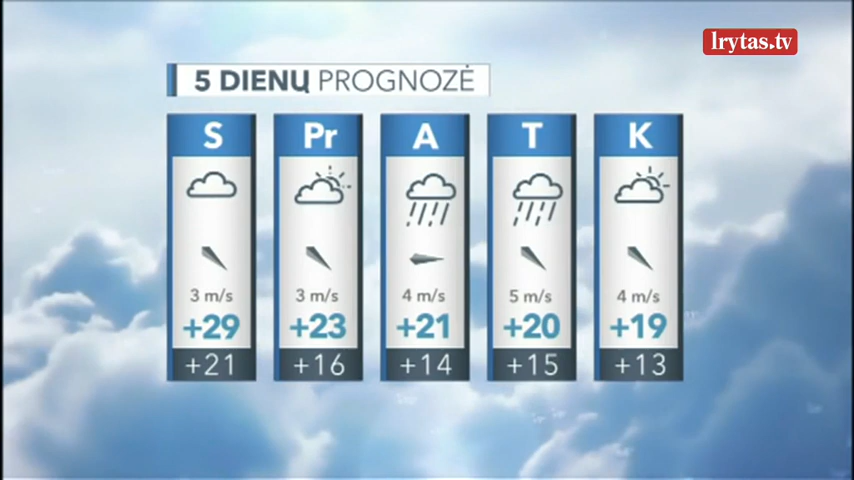 lrytas.tv
5 DIENŲ PROGNOZĖ
S Pr A T K
3 m/s 3 m/s 4 m/s 5 m/s 4 m/s
+29 +23 +21 +20 +19
+21 +16 +14 +15 +13